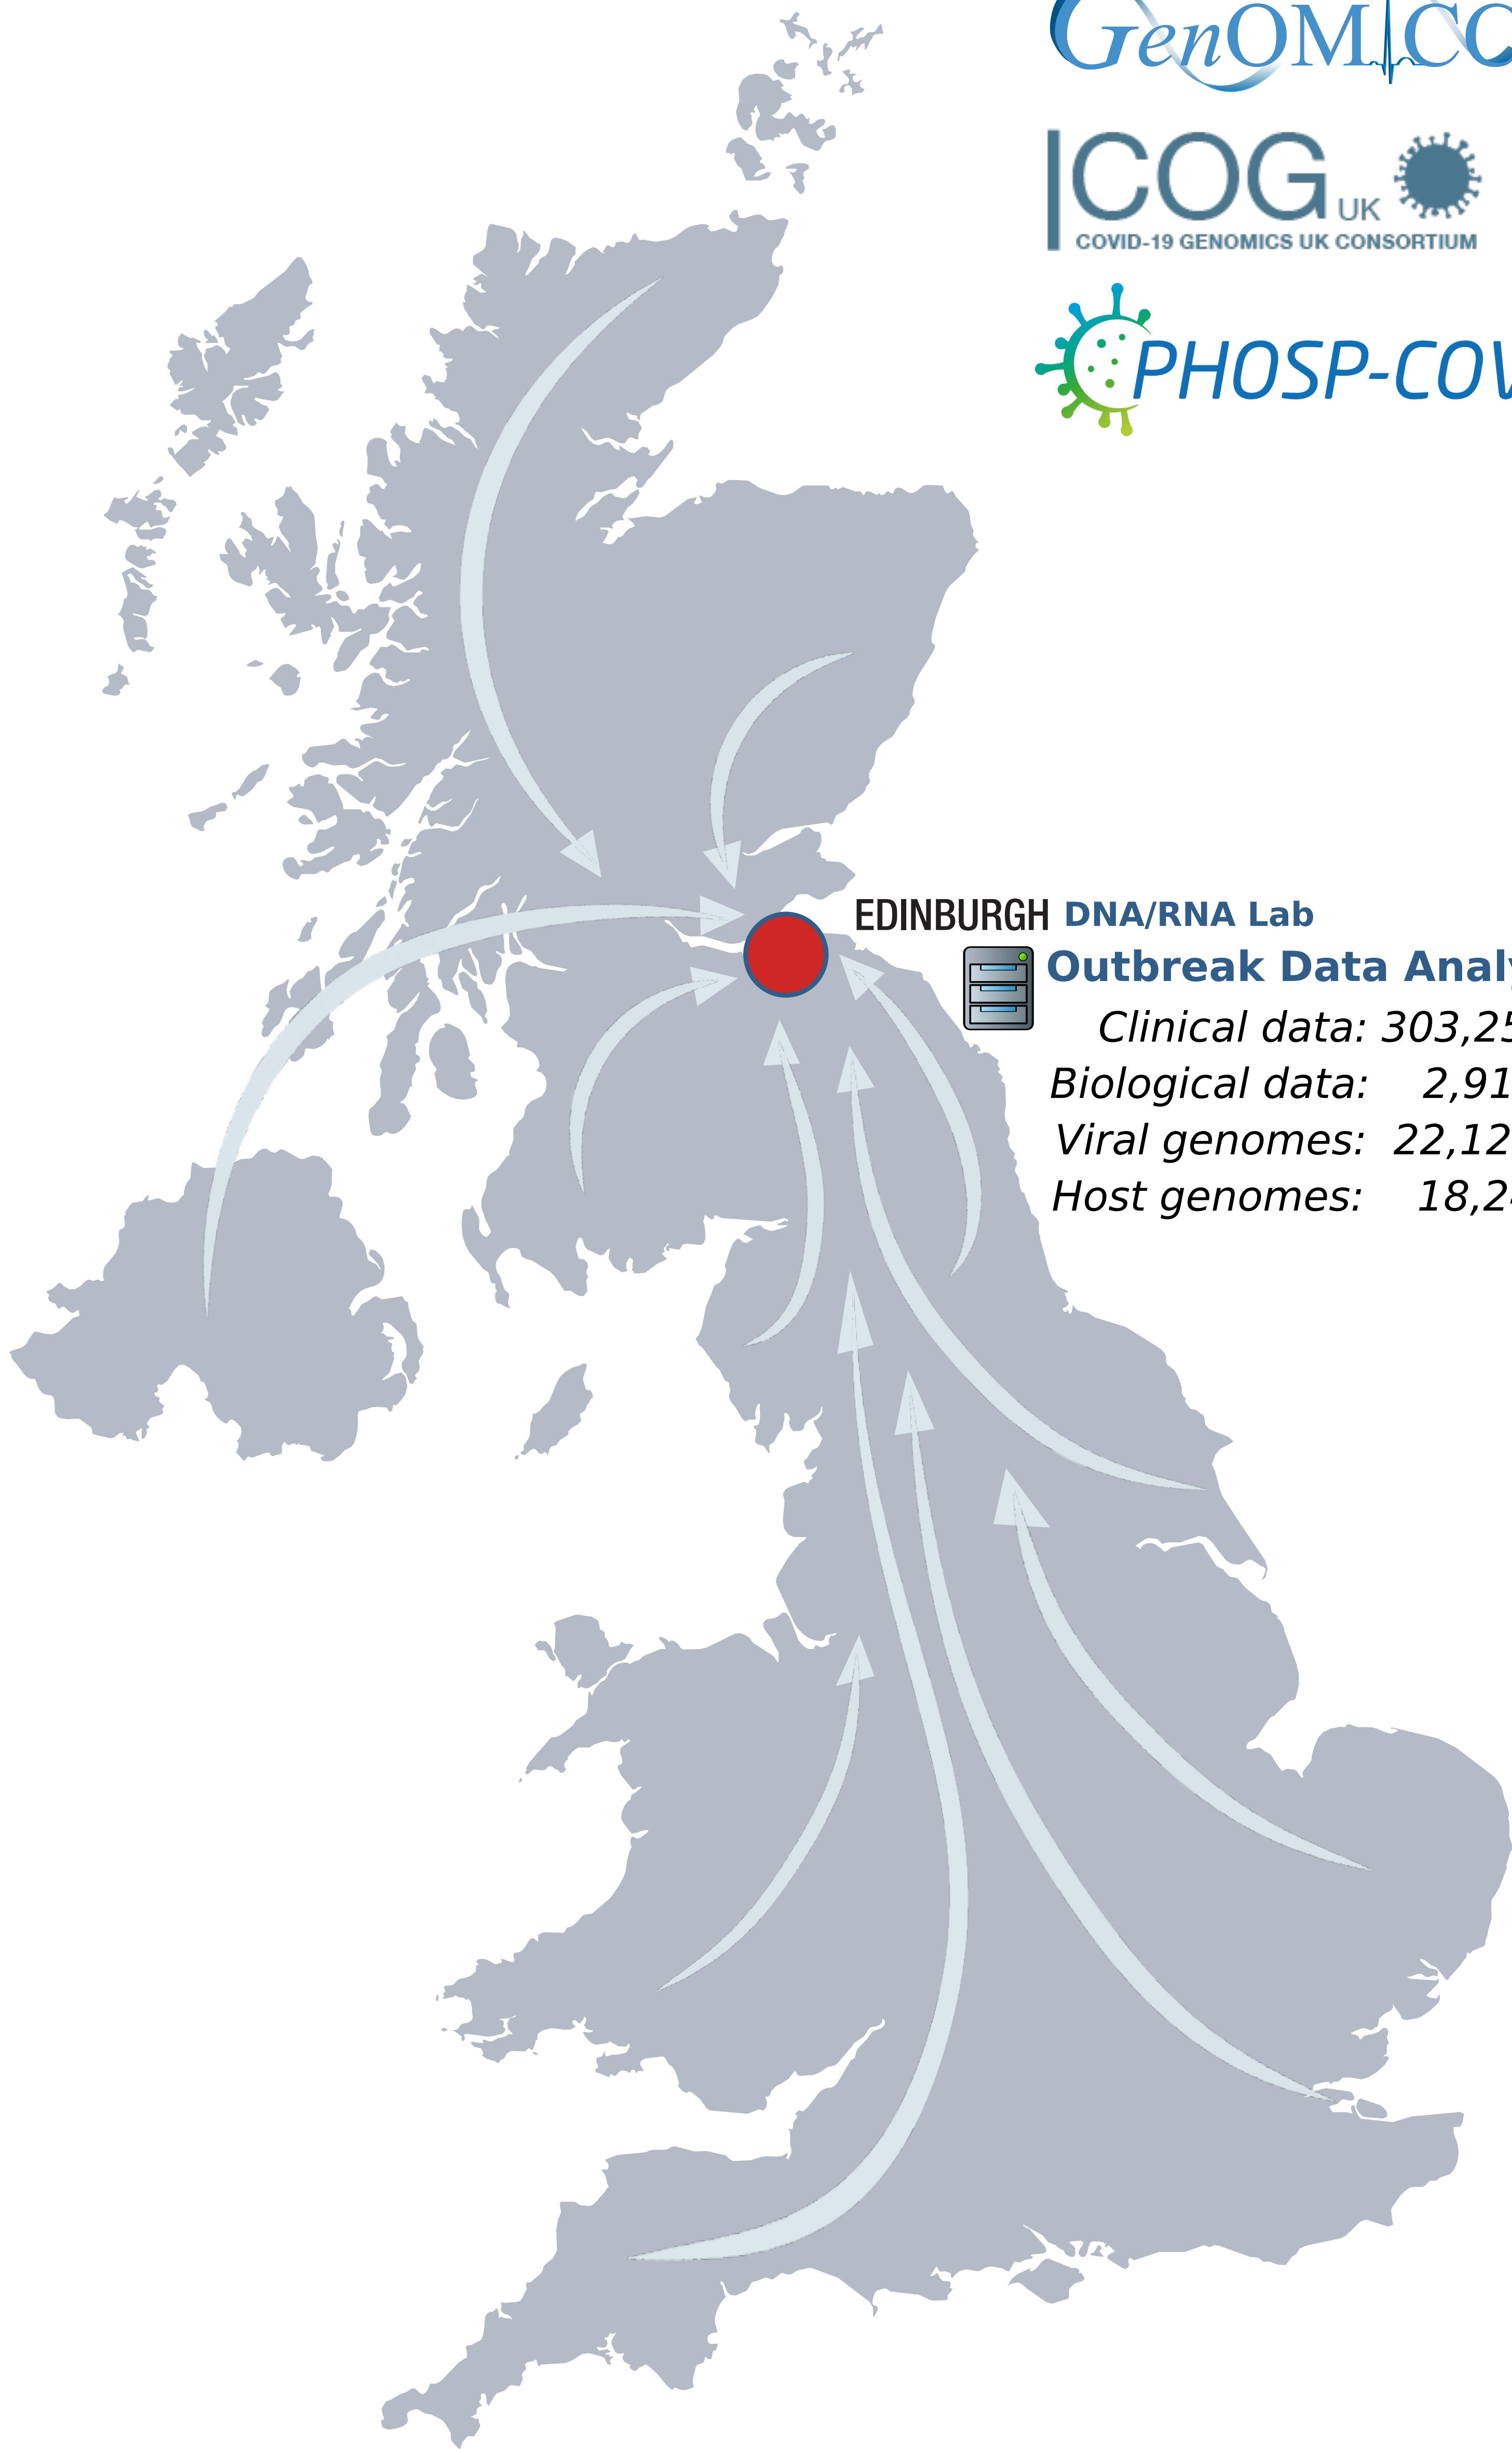 GenOMICC
COG UK
COVID-19 GENOMICS UK CONSORTIUM
PHOSP-COV
EDINBURGH DNA/RNA Lab
Outbreak Data Analy
Clinical data: 303,25
Biological data: 2,91
Viral genomes: 22,12
Host genomes: 18,2